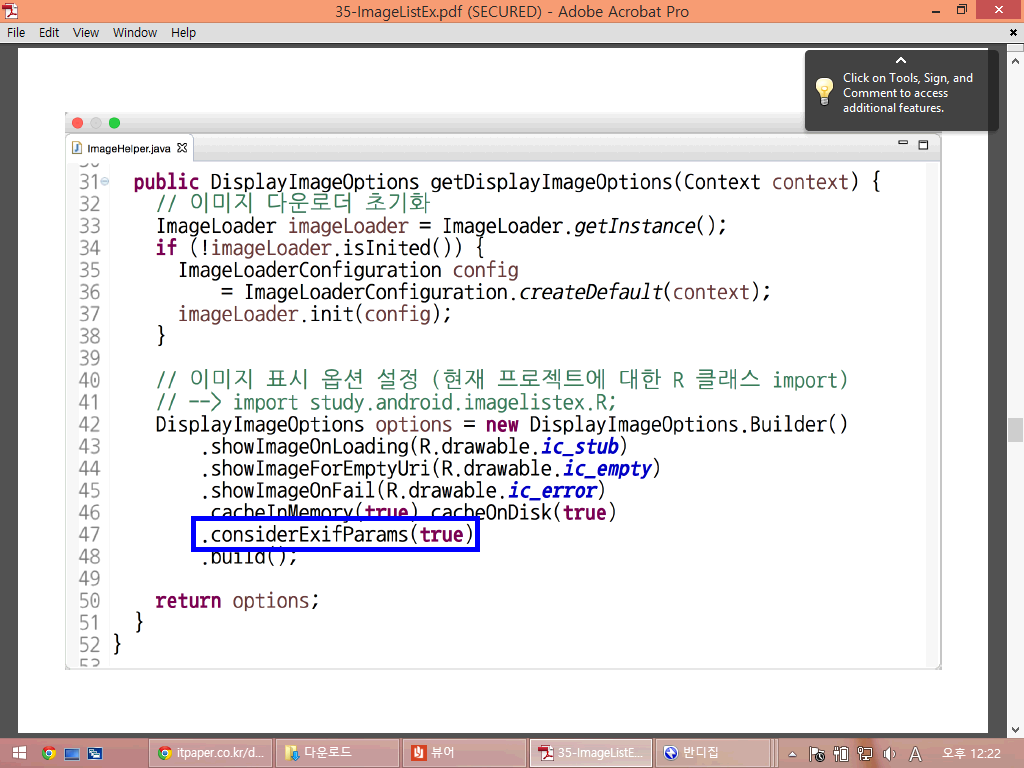 35-ImageListEx.pdf (SECURED) - Adobe Acrobat Pro
File Edit View Window Help
Click on Tools, Sign, and
Comment to access
additional features.
ImageHelper.java
31 public DisplayImageOptions getDisplayImageOptions(Context context) {
32 // 이미지 다운로더 초기화
33 ImageLoader imageLoader = ImageLoader.getInstance();
34 if (!imageLoader.isInited()) {
35 ImageLoaderConfiguration config
36 = ImageLoaderConfiguration.createDefault(context);
37 imageLoader.init(config);
38 }
39
40 // 이미지 표시 옵션 설정 (현재 프로젝트에 대한 R 클래스 import)
41 // --> import study.android.imagelistex.R;
42 DisplayImageOptions options = new DisplayImageOptions.Builder()
43 .showImageOnLoading(R.drawable.ic_stub)
44 .showImageForEmptyUri(R.drawable.ic_empty)
45 .showImageOnFail(R.drawable.ic_error)
46 .cacheInMemory(true).cacheOnDisk(true)
47 .considerExifParams(true)
48 .build();
49
50 return options;
51 }
52 }
53
itpaper.co.kr/d... 다운로드 뷰어 35-ImageListE... 반디집 A 오후 12:22